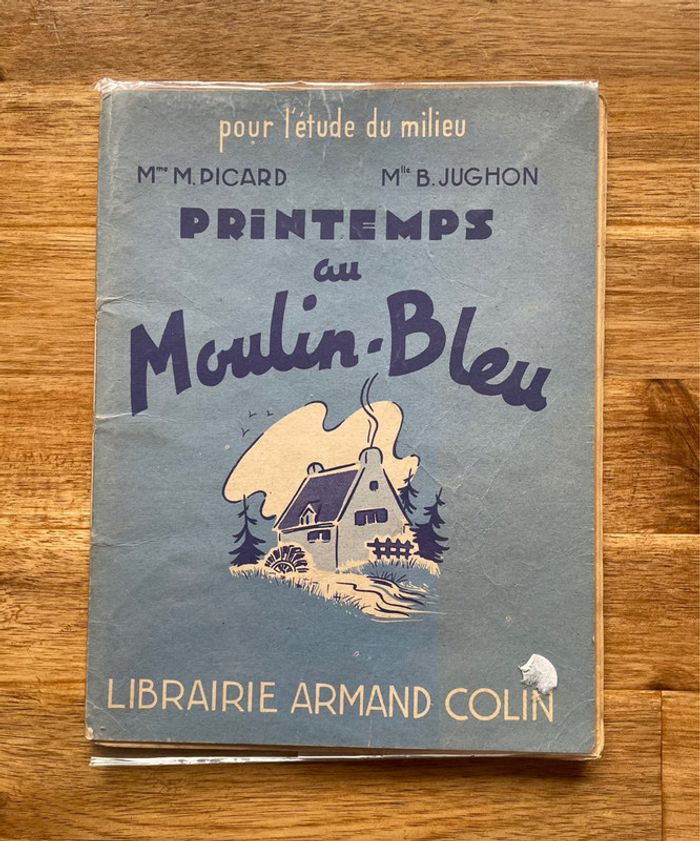 pour l'étude du milieu
Mme M. PICARD Mlle B. JUGHON
PRINTEMPS
au
Moulin-Bleu
LIBRAIRIE ARMAND COLIN